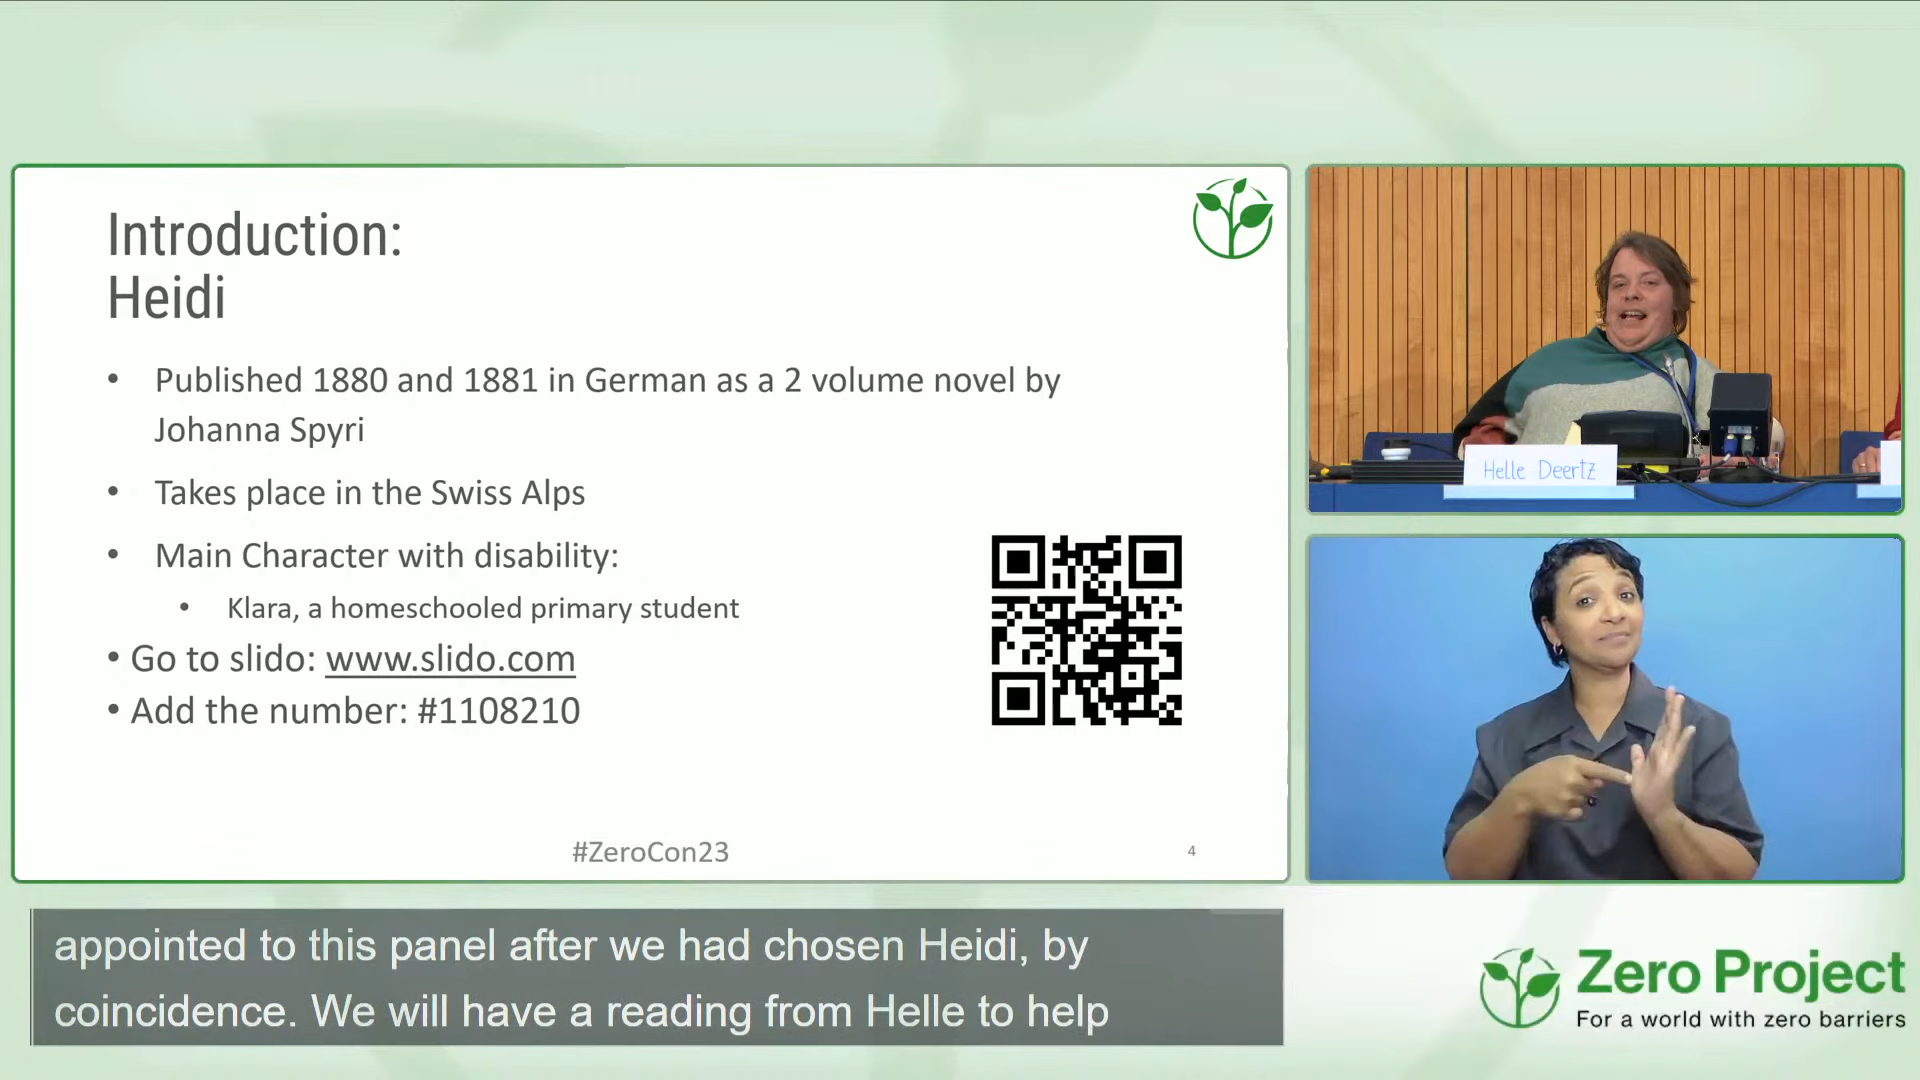 Introduction:
Heidi
• Published 1880 and 1881 in German as a 2 volume novel by
Johanna Spyri
• Takes place in the Swiss Alps
• Main Character with disability:
• Klara, a homeschooled primary student
• Go to slido: www.slido.com
• Add the number: #1108210
#ZeroCon23
4
Helle Deertz
appointed to this panel after we had chosen Heidi, by
coincidence. We will have a reading from Helle to help
Zero Project
For a world with zero barriers